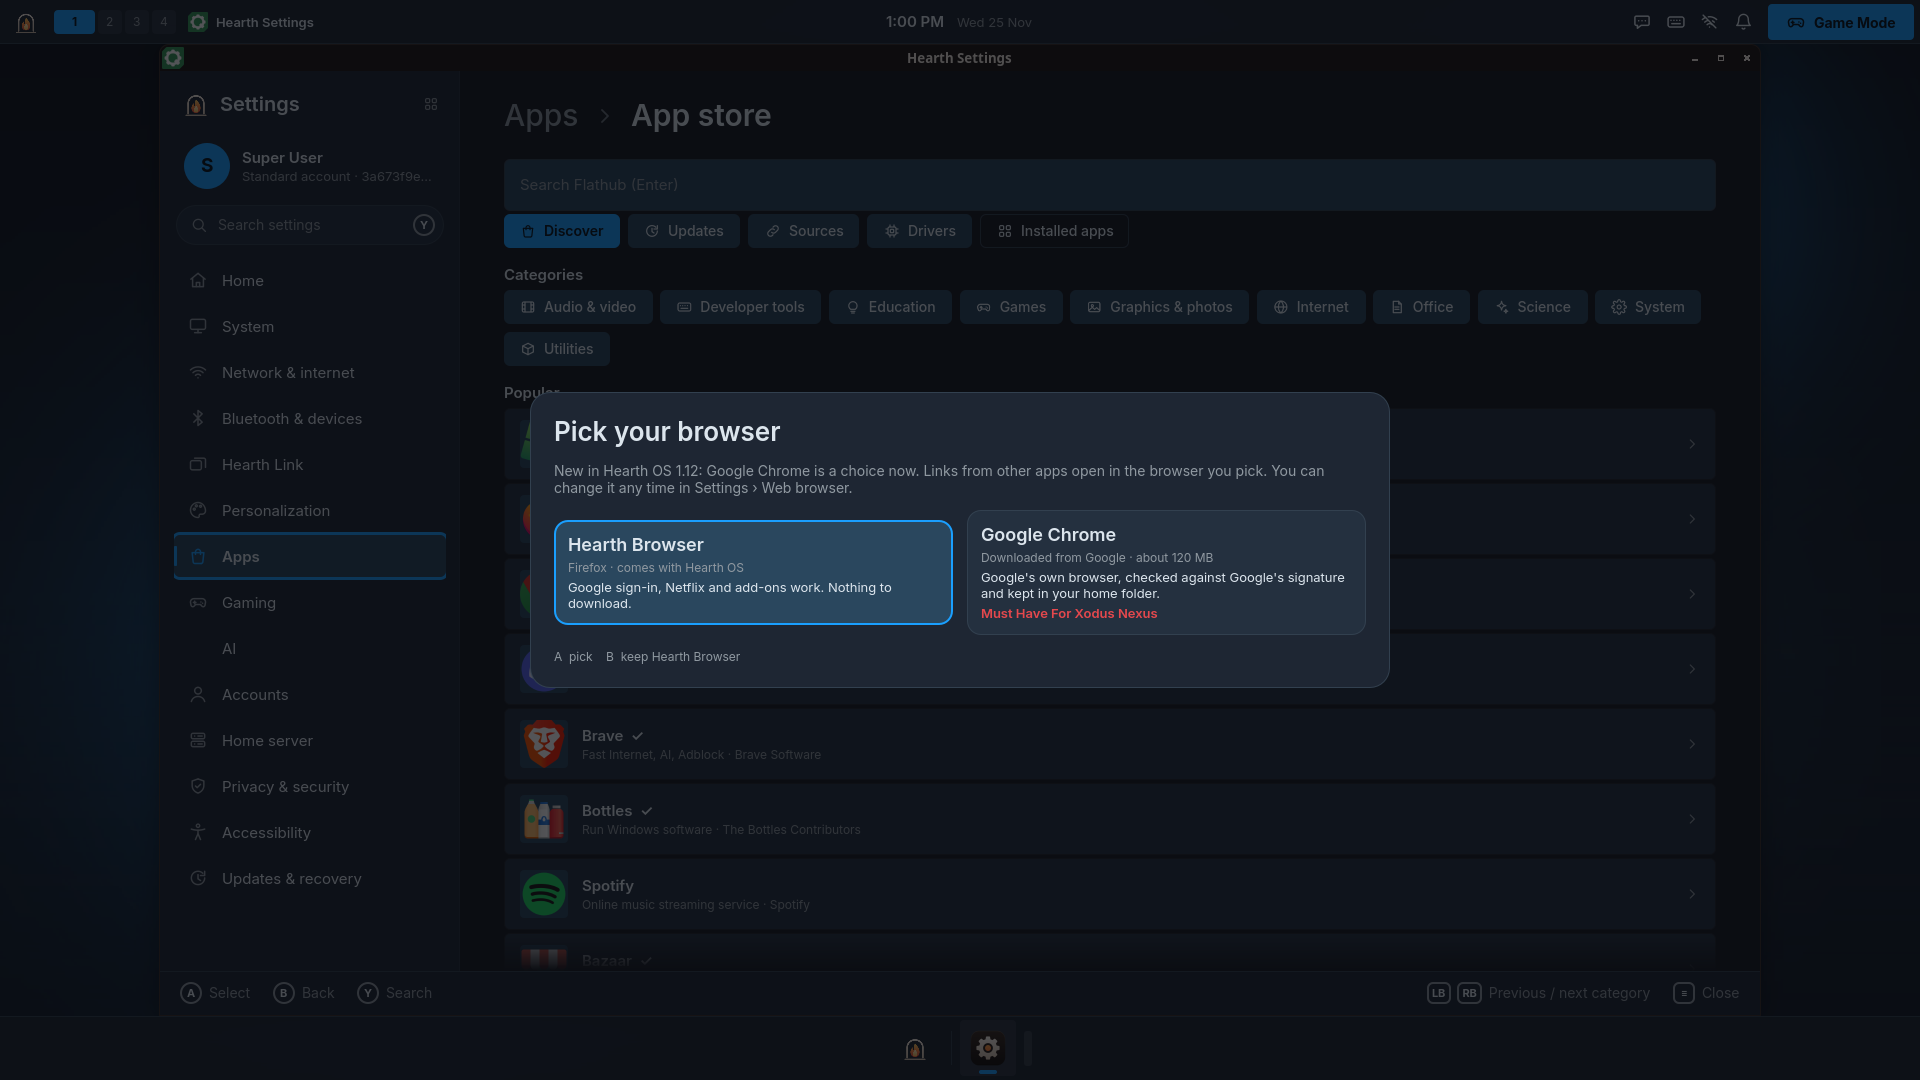 1 2 3 4 Hearth Settings 1:00 PM Wed 25 Nov Game Mode
Hearth Settings
Settings
S
Super User
Standard account · 3a673f9e...
Search settings Y
Home
System
Network & internet
Bluetooth & devices
Hearth Link
Personalization
Apps
Gaming
AI
Accounts
Home server
Privacy & security
Accessibility
Updates & recovery
Apps › App store
Search Flathub (Enter)
Discover Updates Sources Drivers Installed apps
Categories
Audio & video Developer tools Education Games Graphics & photos Internet Office Science System
Utilities
Popular
Pick your browser
New in Hearth OS 1.12: Google Chrome is a choice now. Links from other apps open in the browser you pick. You can
change it any time in Settings › Web browser.
Hearth Browser
Firefox · comes with Hearth OS
Google sign-in, Netflix and add-ons work. Nothing to
download.
Google Chrome
Downloaded from Google · about 120 MB
Google's own browser, checked against Google's signature
and kept in your home folder.
Must Have For Xodus Nexus
A pick B keep Hearth Browser
Brave
Fast Internet, AI, Adblock · Brave Software
Bottles
Run Windows software · The Bottles Contributors
Spotify
Online music streaming service · Spotify
Bazaar
A Select B Back Y Search LB RB Previous / next category ≡ Close